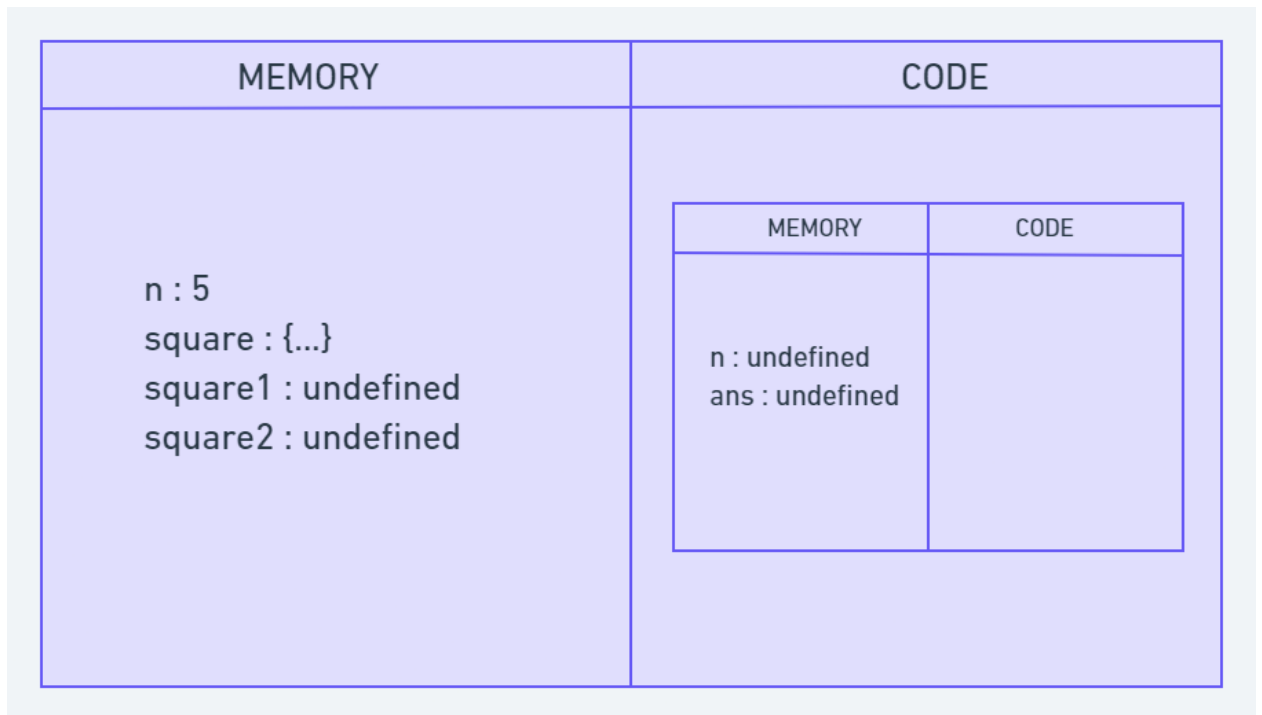 MEMORY
CODE
n : 5
square : {...}
square1 : undefined
square2 : undefined
MEMORY
CODE
n : undefined
ans : undefined